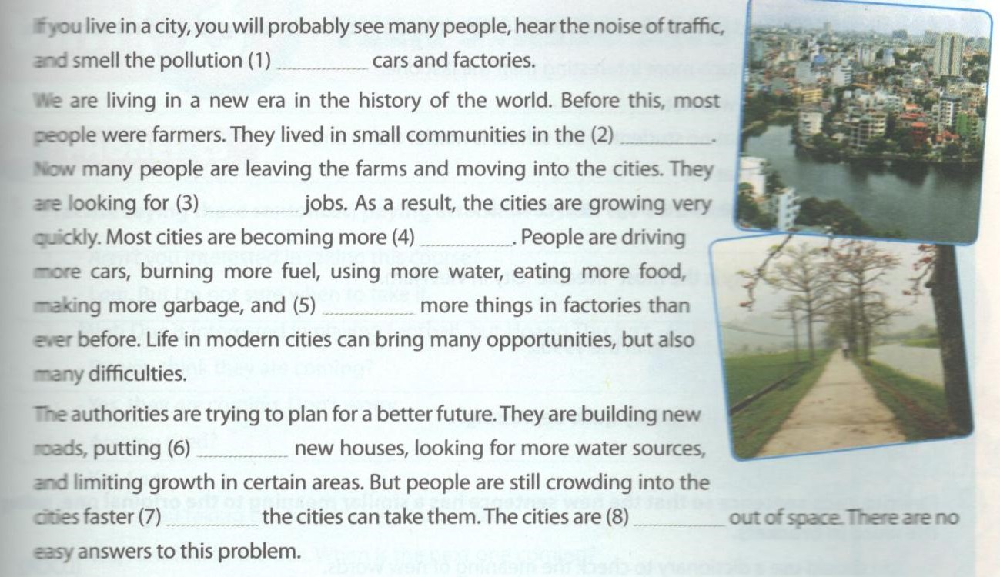 If you live in a city, you will probably see many people, hear the noise of traffic,
and smell the pollution (1) __________ cars and factories.
We are living in a new era in the history of the world. Before this, most
people were farmers. They lived in small communities in the (2) __________.
Now many people are leaving the farms and moving into the cities. They
are looking for (3) __________ jobs. As a result, the cities are growing very
quickly. Most cities are becoming more (4) __________. People are driving
more cars, burning more fuel, using more water, eating more food,
making more garbage, and (5) __________ more things in factories than
ever before. Life in modern cities can bring many opportunities, but also
many difficulties.
The authorities are trying to plan for a better future. They are building new
roads, putting (6) __________ new houses, looking for more water sources,
and limiting growth in certain areas. But people are still crowding into the
cities faster (7) __________ the cities can take them. The cities are (8) __________ out of space. There are no
easy answers to this problem.